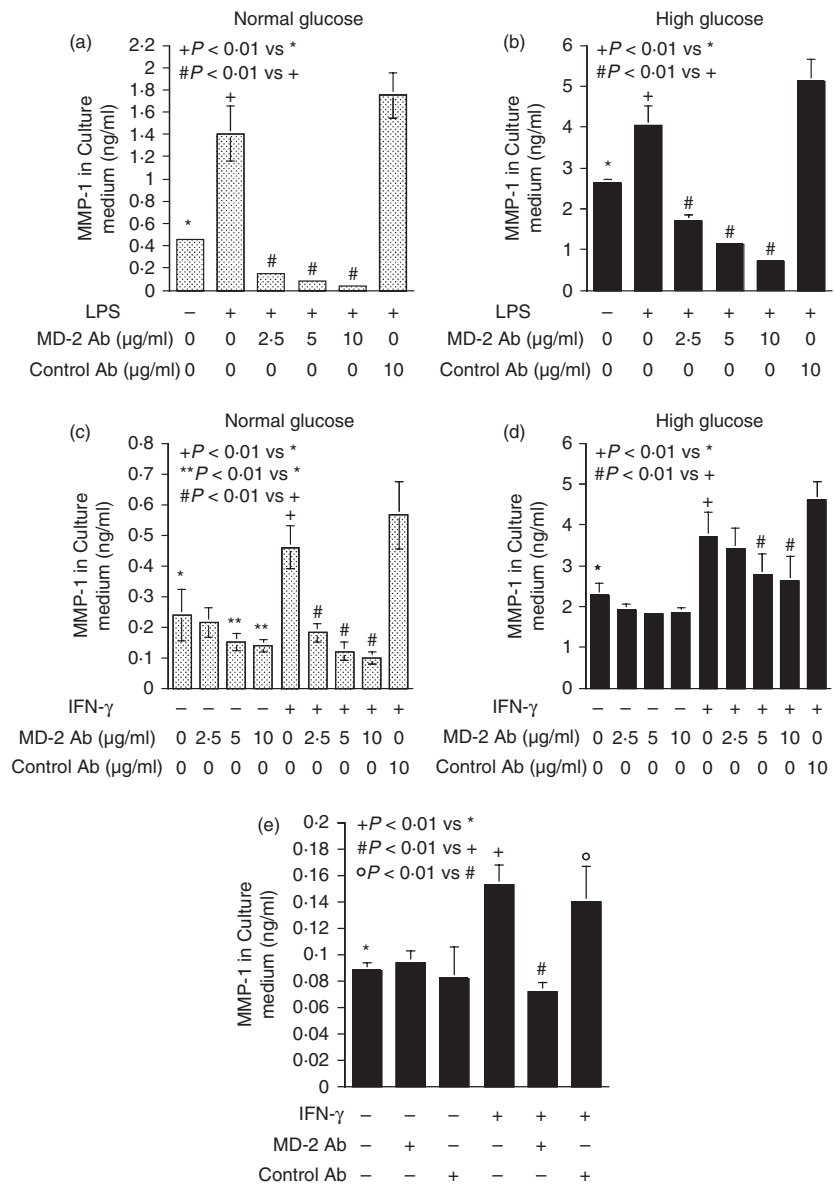 Normal glucose
(a)
2·2
2
1·8
1·6
1·4
1·2
1
0·8
0·6
0·4
0·2
0
MMP-1 in Culture
medium (ng/ml)
+P < 0·01 vs *
#P < 0·01 vs +
* + # # #
LPS – + + + + +
MD-2 Ab (µg/ml) 0 0 2·5 5 10 0
Control Ab (µg/ml) 0 0 0 0 0 10
High glucose
(b)
6
5
4
3
2
1
0
MMP-1 in Culture
medium (ng/ml)
+P < 0·01 vs *
#P < 0·01 vs +
* + # # #
– + + + + +
0 0 2·5 5 10 0
0 0 0 0 0 10
Normal glucose
(c)
0·8
0·7
0·6
0·5
0·4
0·3
0·2
0·1
0
MMP-1 in Culture
medium (ng/ml)
+P < 0·01 vs *
**P < 0·01 vs *
#P < 0·01 vs +
* ** ** + # # #
IFN-γ – – – – + + + + +
MD-2 Ab (µg/ml) 0 2·5 5 10 0 2·5 5 10 0
Control Ab (µg/ml) 0 0 0 0 0 0 0 0 10
High glucose
(d)
6
5
4
3
2
1
0
MMP-1 in Culture
medium (ng/ml)
+P < 0·01 vs *
#P < 0·01 vs +
* + # #
IFN-γ – – – – + + + + +
MD-2 Ab (µg/ml) 0 2·5 5 10 0 2·5 5 10 0
Control Ab (µg/ml) 0 0 0 0 0 0 0 0 10
(e)
0·2
0·18
0·16
0·14
0·12
0·1
0·08
0·06
0·04
0·02
0
MMP-1 in Culture
medium (ng/ml)
+P < 0·01 vs *
#P < 0·01 vs +
°P < 0·01 vs #
* + # °
IFN-γ – – – + + +
MD-2 Ab – + – – + –
Control Ab – – + – – +